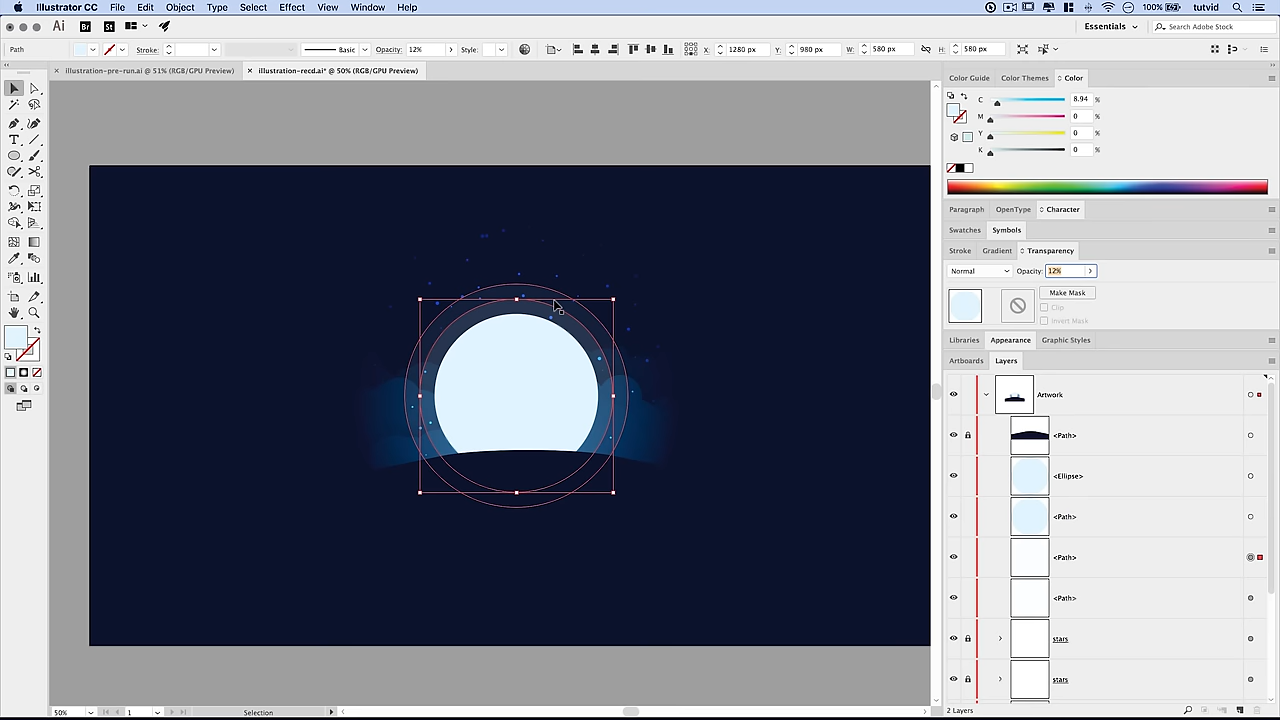 Illustrator CC File Edit Object Type Select Effect View Window Help 100% tutvid
Ai Br St Essentials Search Adobe Stock
Path Stroke: Basic Opacity: 12% Style: X: 1280 px Y: 980 px W: 580 px H: 580 px
× illustration-pre-run.ai @ 51% (RGB/GPU Preview) × illustration-recd.ai* @ 50% (RGB/GPU Preview)
Color Guide Color Themes Color
C 8.94 %
M 0 %
Y 0 %
K 0 %
Paragraph OpenType Character
Swatches Symbols
Stroke Gradient Transparency
Normal Opacity: 12%
Make Mask
Clip
Invert Mask
Libraries Appearance Graphic Styles
Artboards Layers
Artwork
<Path>
<Ellipse>
<Path>
<Path>
<Path>
stars
stars
50% 1 Selection 2 Layers